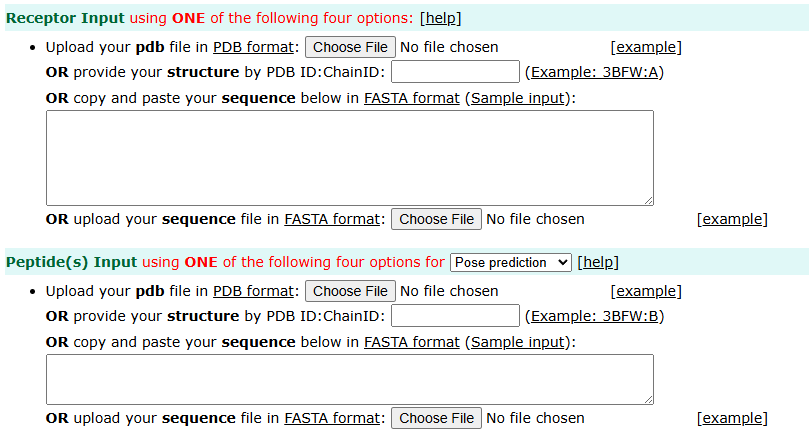 Receptor Input using ONE of the following four options: [help]
• Upload your pdb file in PDB format: Choose File No file chosen [example]
OR provide your structure by PDB ID:ChainID: (Example: 3BFW:A)
OR copy and paste your sequence below in FASTA format (Sample input):
OR upload your sequence file in FASTA format: Choose File No file chosen [example]
Peptide(s) Input using ONE of the following four options for Pose prediction [help]
• Upload your pdb file in PDB format: Choose File No file chosen [example]
OR provide your structure by PDB ID:ChainID: (Example: 3BFW:B)
OR copy and paste your sequence below in FASTA format (Sample input):
OR upload your sequence file in FASTA format: Choose File No file chosen [example]